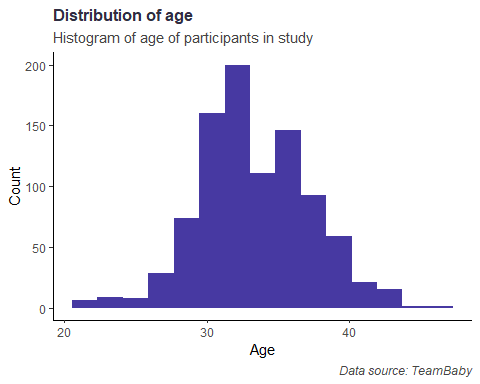 Distribution of age
Histogram of age of participants in study
200
150
100
50
0
Count
20 30 40
Age
Data source: TeamBaby